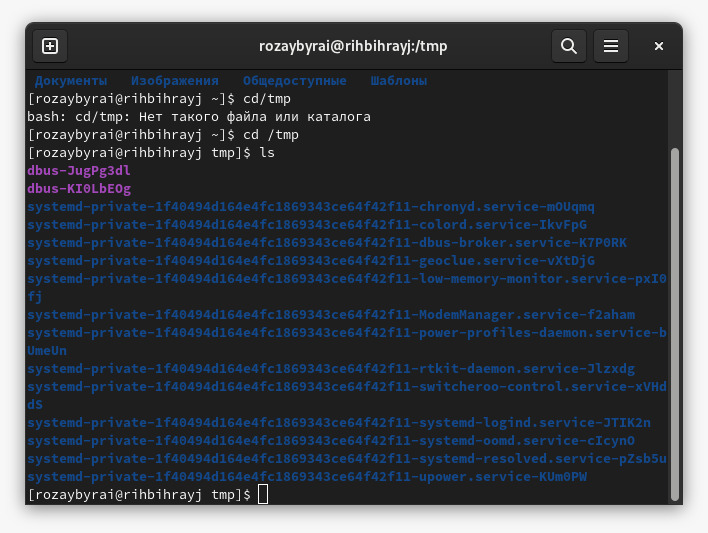 rozaybyrai@rihbihrayj:/tmp
Документы Изображения Общедоступные Шаблоны
[rozaybyrai@rihbihrayj ~]$ cd/tmp
bash: cd/tmp: Нет такого файла или каталога
[rozaybyrai@rihbihrayj ~]$ cd /tmp
[rozaybyrai@rihbihrayj tmp]$ ls
dbus-JugPg3dl
dbus-KI0LbEOg
systemd-private-1f40494d164e4fc1869343ce64f42f11-chronyd.service-mOUqmq
systemd-private-1f40494d164e4fc1869343ce64f42f11-colord.service-IkvFpG
systemd-private-1f40494d164e4fc1869343ce64f42f11-dbus-broker.service-K7P0RK
systemd-private-1f40494d164e4fc1869343ce64f42f11-geoclue.service-vXtDjG
systemd-private-1f40494d164e4fc1869343ce64f42f11-low-memory-monitor.service-pxI0
fj
systemd-private-1f40494d164e4fc1869343ce64f42f11-ModemManager.service-f2aham
systemd-private-1f40494d164e4fc1869343ce64f42f11-power-profiles-daemon.service-b
UmeUn
systemd-private-1f40494d164e4fc1869343ce64f42f11-rtkit-daemon.service-Jlzxdg
systemd-private-1f40494d164e4fc1869343ce64f42f11-switcheroo-control.service-xVHd
dS
systemd-private-1f40494d164e4fc1869343ce64f42f11-systemd-logind.service-JTIK2n
systemd-private-1f40494d164e4fc1869343ce64f42f11-systemd-oomd.service-cIcynO
systemd-private-1f40494d164e4fc1869343ce64f42f11-systemd-resolved.service-pZsb5u
systemd-private-1f40494d164e4fc1869343ce64f42f11-upower.service-KUm0PW
[rozaybyrai@rihbihrayj tmp]$